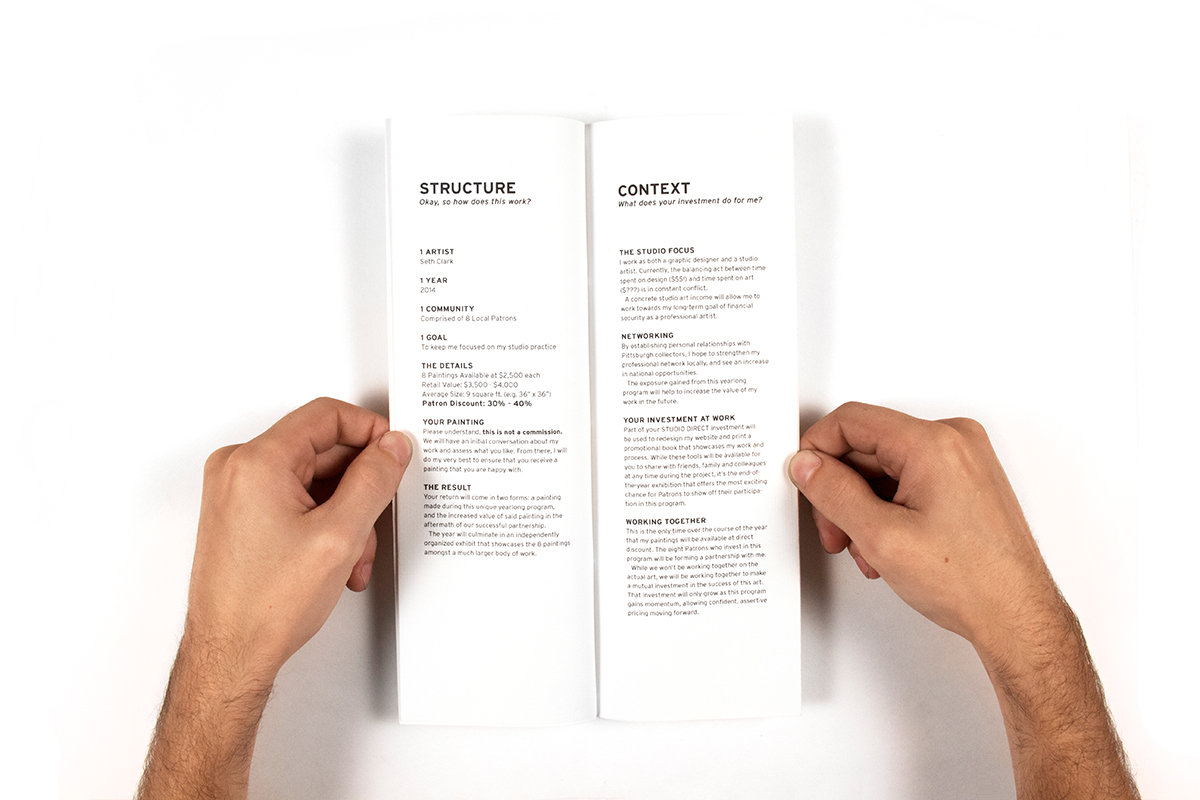 STRUCTURE
Okay, so how does this work?
1 ARTIST
Seth Clark
1 YEAR
2014
1 COMMUNITY
Comprised of 8 Local Patrons
1 GOAL
To keep me focused on my studio practice
THE DETAILS
8 Paintings Available at $2,500 each
Retail Value: $3,500 - $4,000
Average Size: 9 square ft. (e.g. 36" x 36")
Patron Discount: 30% - 40%
YOUR PAINTING
Please understand, this is not a commission.
We will have an initial conversation about my
work and assess what you like. From there, I will
do my very best to ensure that you receive a
painting that you are happy with.
THE RESULT
Your return will come in two forms: a painting
made during this unique yearlong program,
and the increased value of said painting in the
aftermath of our successful partnership.
The year will culminate in an independently
organized exhibit that showcases the 8 paintings
amongst a much larger body of work.
CONTEXT
What does your investment do for me?
THE STUDIO FOCUS
I work as both a graphic designer and a studio
artist. Currently, the balancing act between time
spent on design ($$$!) and time spent on art
($???) is in constant conflict.
A concrete studio art income will allow me to
work towards my long-term goal of financial
security as a professional artist.
NETWORKING
By establishing personal relationships with
Pittsburgh collectors, I hope to strengthen my
professional network locally, and see an increase
in national opportunities.
The exposure gained from this yearlong
program will help to increase the value of my
work in the future.
YOUR INVESTMENT AT WORK
Part of your STUDIO DIRECT investment will
be used to redesign my website and print a
promotional book that showcases my work and
process. While these tools will be available for
you to share with friends, family and colleagues
at any time during the project, it's the end-of-
the-year exhibition that offers the most exciting
chance for Patrons to show off their participa-
tion in this program.
WORKING TOGETHER
This is the only time over the course of the year
that my paintings will be available at direct
discount. The eight Patrons who invest in this
program will be forming a partnership with me.
While we won't be working together on the
actual art, we will be working together to make
a mutual investment in the success of this art.
That investment will only grow as this program
gains momentum, allowing confident, assertive
pricing moving forward.